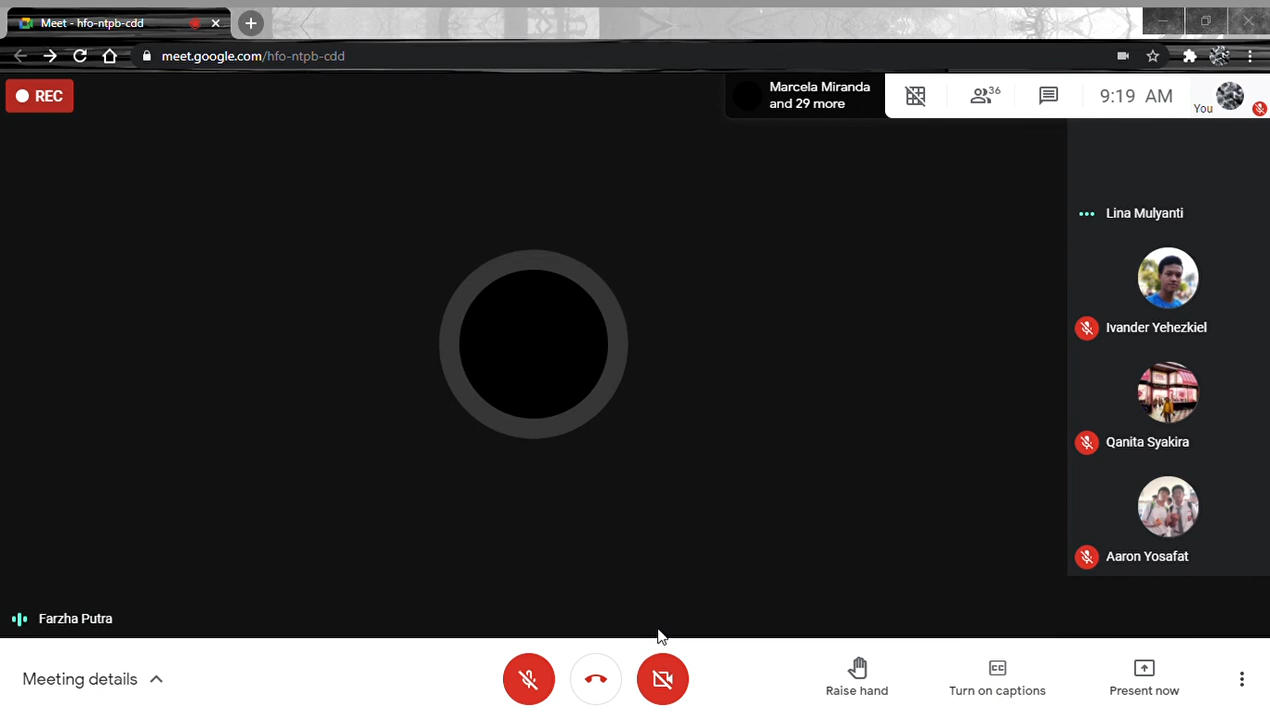 Meet - hfo-ntpb-cdd
meet.google.com/hfo-ntpb-cdd
REC
Marcela Miranda
and 29 more
36
9:19 AM
You
Lina Mulyanti
Ivander Yehezkiel
Qanita Syakira
Aaron Yosafat
Farzha Putra
Meeting details
Raise hand
CC
Turn on captions
Present now